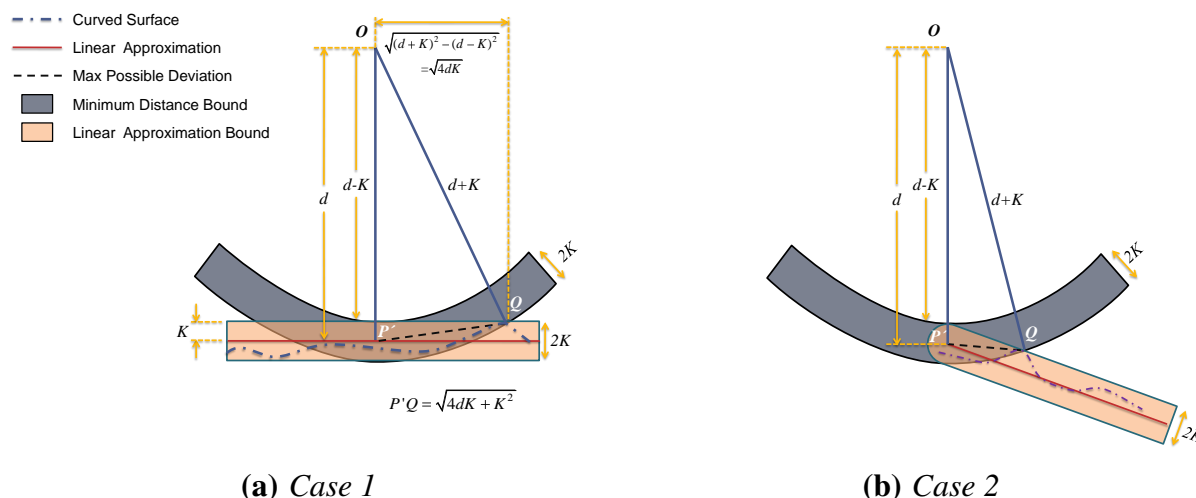 Curved Surface
Linear Approximation
Max Possible Deviation
Minimum Distance Bound
Linear Approximation Bound
O
√(d+K)²−(d−K)²
=√4dK
d
d-K
d+K
2K
K
P´
Q
2K
P'Q = √4dK + K²
(a) Case 1
O
d
d-K
d+K
2K
P´
Q
2K
(b) Case 2